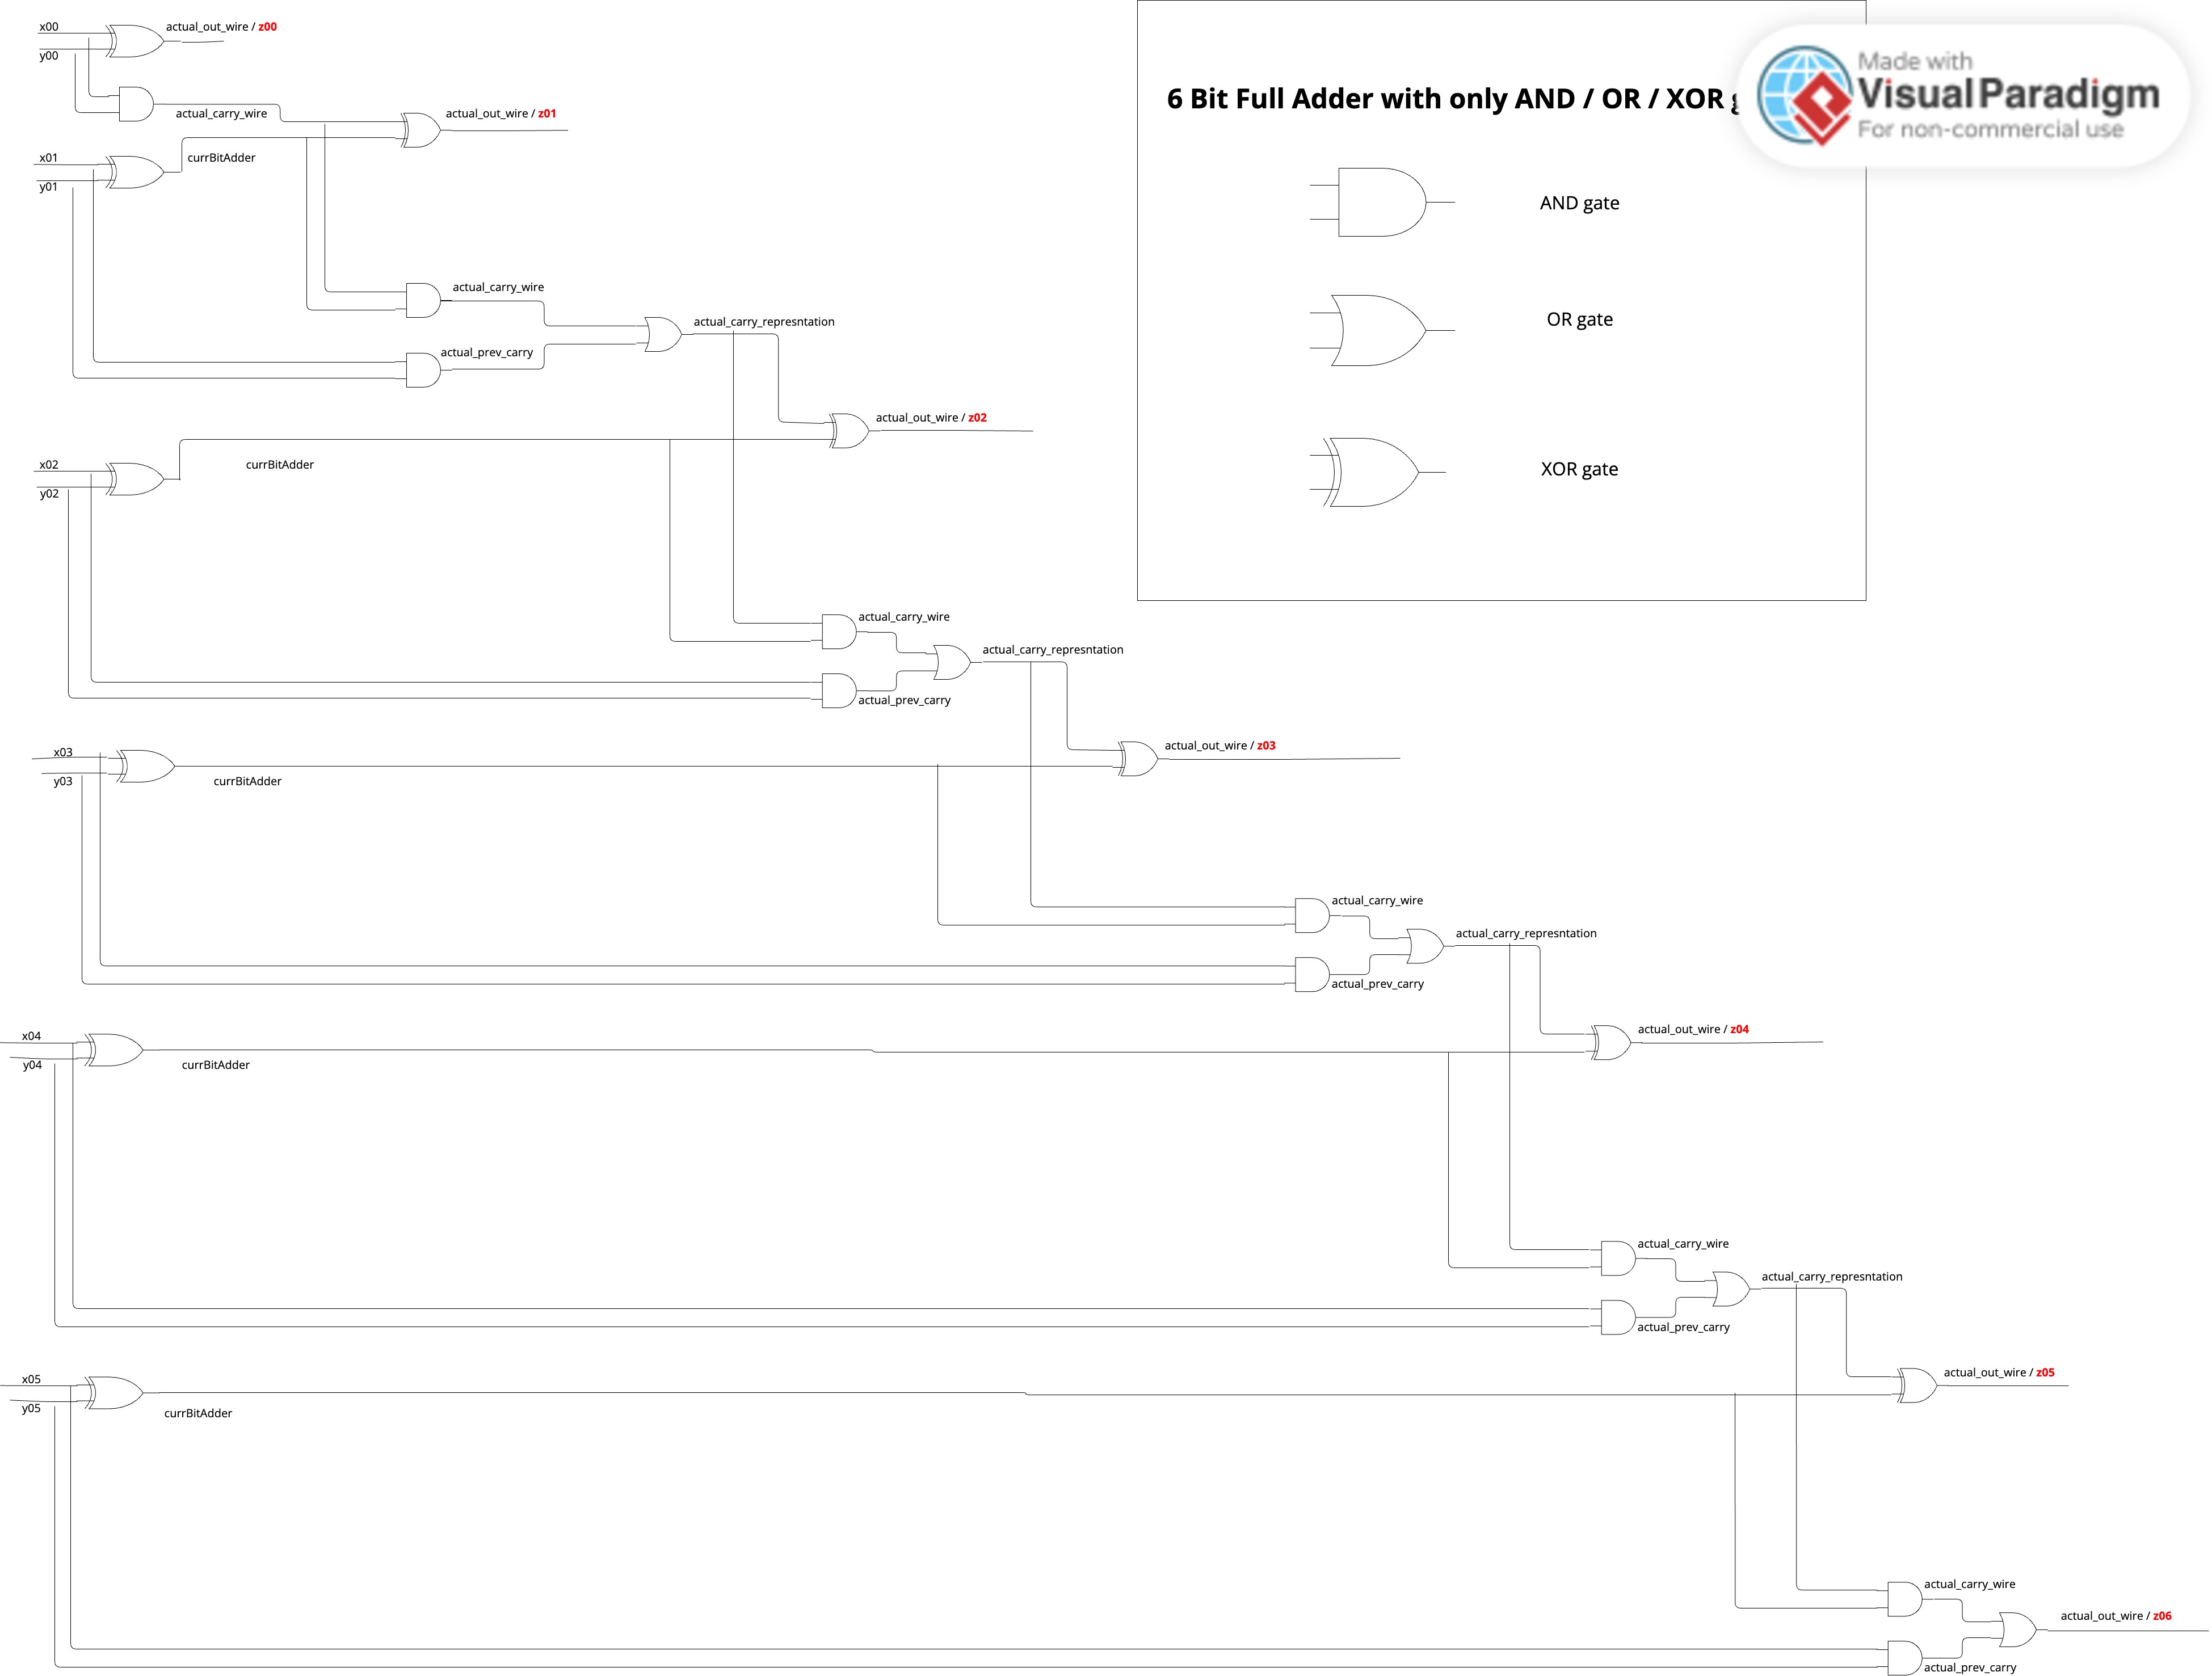 x00
actual_out_wire / z00
y00
actual_carry_wire
actual_out_wire / z01
x01
currBitAdder
y01
actual_carry_wire
actual_carry_represntation
actual_prev_carry
actual_out_wire / z02
x02
currBitAdder
y02
actual_carry_wire
actual_carry_represntation
actual_prev_carry
x03
actual_out_wire / z03
y03
currBitAdder
actual_carry_wire
actual_carry_represntation
actual_prev_carry
x04
actual_out_wire / z04
y04
currBitAdder
actual_carry_wire
actual_carry_represntation
actual_prev_carry
x05
actual_out_wire / z05
y05
currBitAdder
actual_carry_wire
actual_out_wire / z06
actual_prev_carry
6 Bit Full Adder with only AND / OR / XOR
AND gate
OR gate
XOR gate
Made with
Visual Paradigm
For non-commercial use